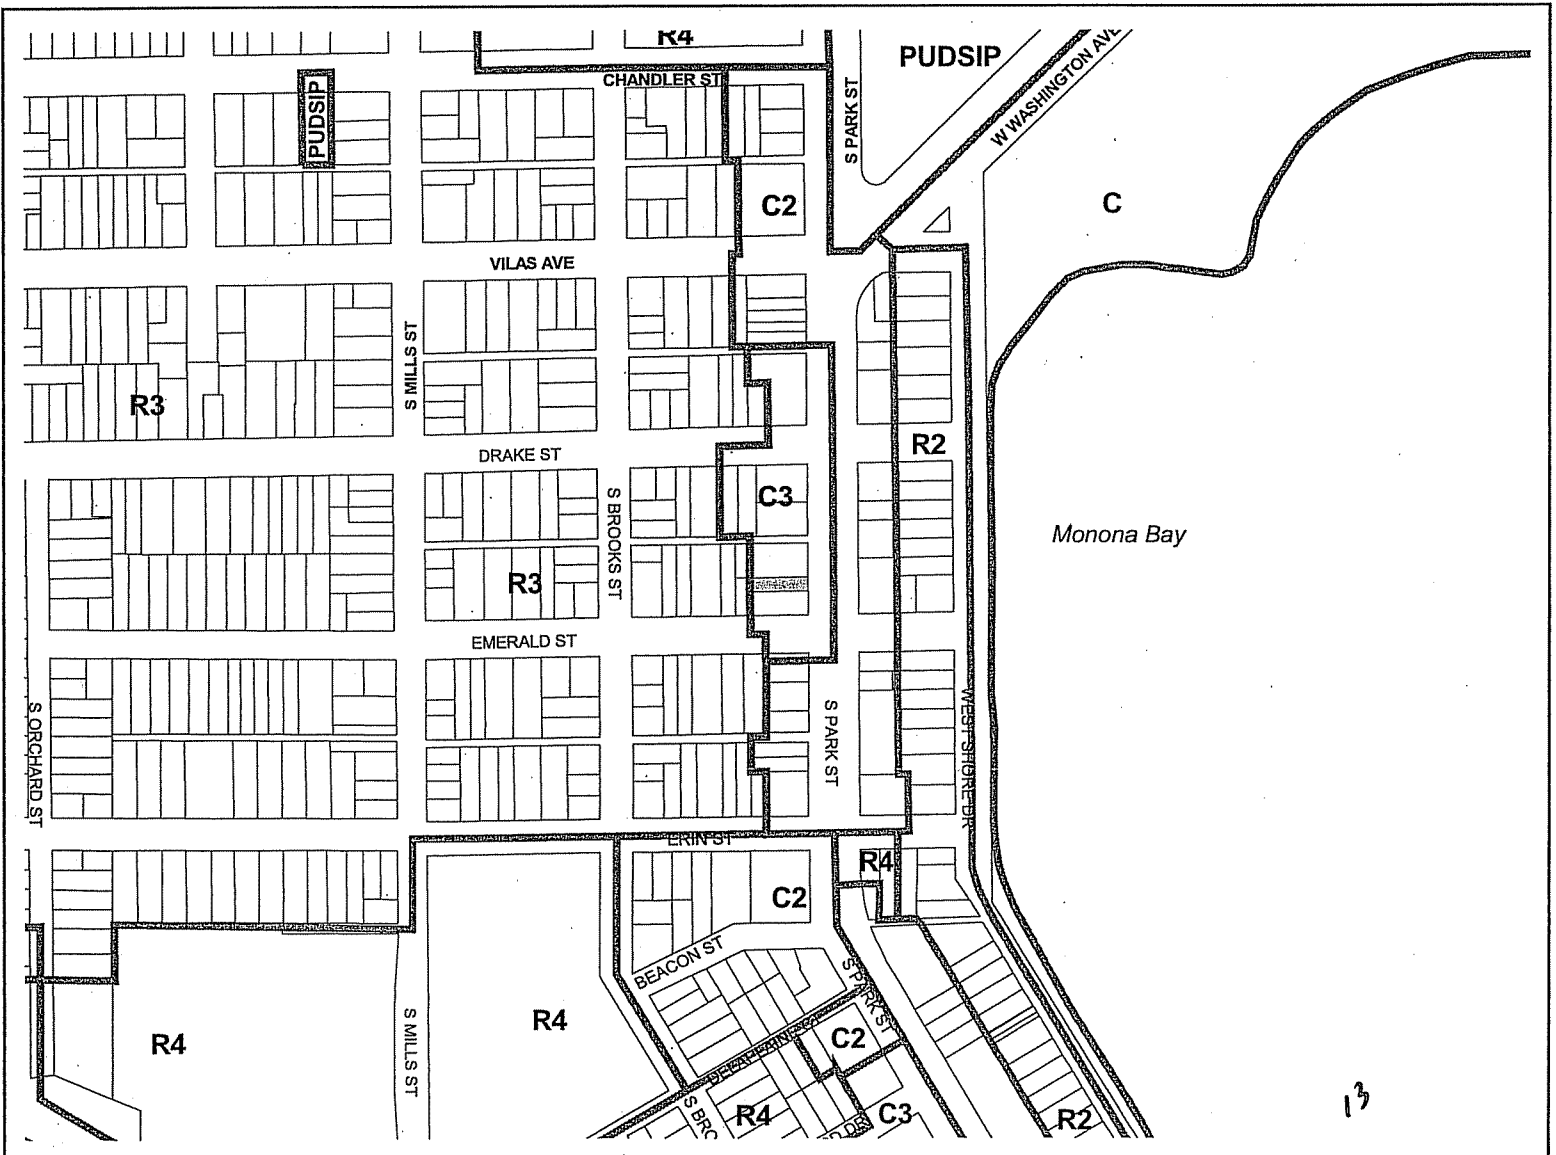 R4
PUDSIP
CHANDLER ST
W WASHINGTON AVE
S PARK ST
PUDSIP
C2
C
VILAS AVE
S MILLS ST
R3
R2
DRAKE ST
C3
S BROOKS ST
Monona Bay
R3
EMERALD ST
S ORCHARD ST
S PARK ST
WEST SHORE DR
ERIN ST
R4
C2
BEACON ST
S PARK ST
R4
R4
S MILLS ST
C2
DELAPLAINE
S BRO
R4
C3
R2
13